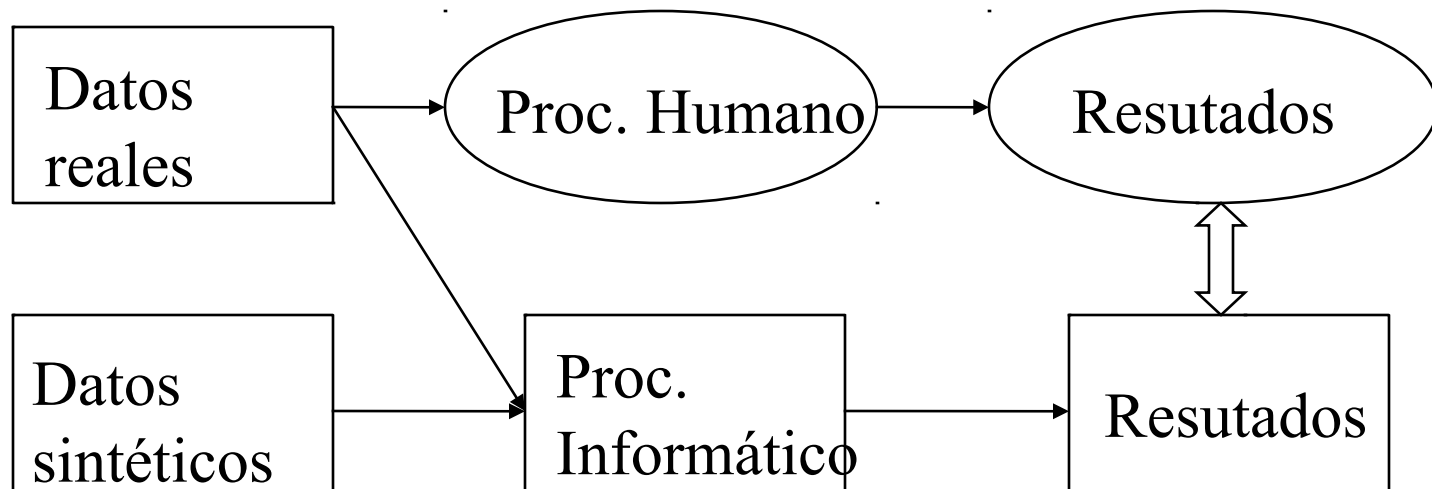 Datos
reales
Proc. Humano
Resutados
Datos
sintéticos
Proc.
Informático
Resutados